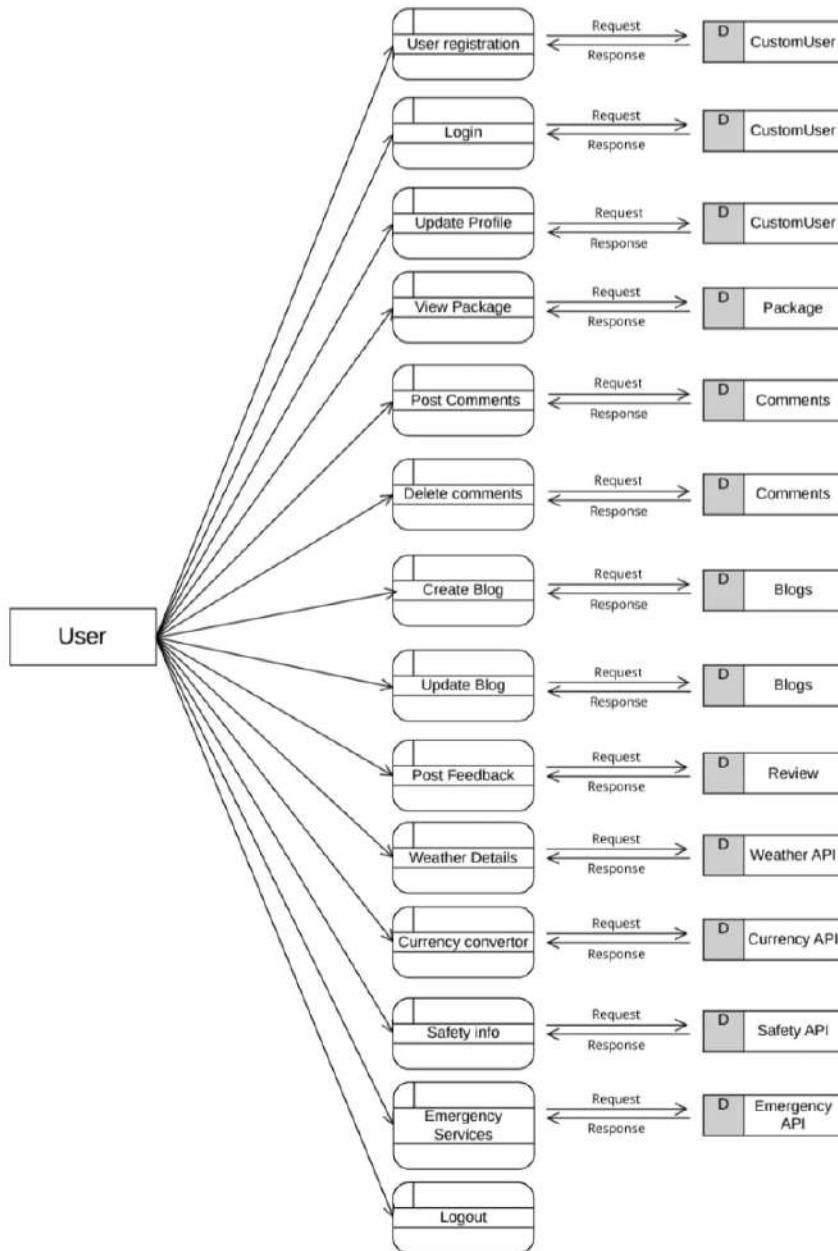 Request
User registration
Response
D
CustomUser
Request
Login
Response
D
CustomUser
Request
Update Profile
Response
D
CustomUser
Request
View Package
Response
D
Package
Request
Post Comments
Response
D
Comments
Request
Delete comments
Response
D
Comments
Request
Create Blog
Response
D
Blogs
User
Request
Update Blog
Response
D
Blogs
Request
Post Feedback
Response
D
Review
Request
Weather Details
Response
D
Weather API
Request
Currency convertor
Response
D
Currency API
Request
Safety info
Response
D
Safety API
Request
Emergency
Services
Response
D
Emergency
API
Logout